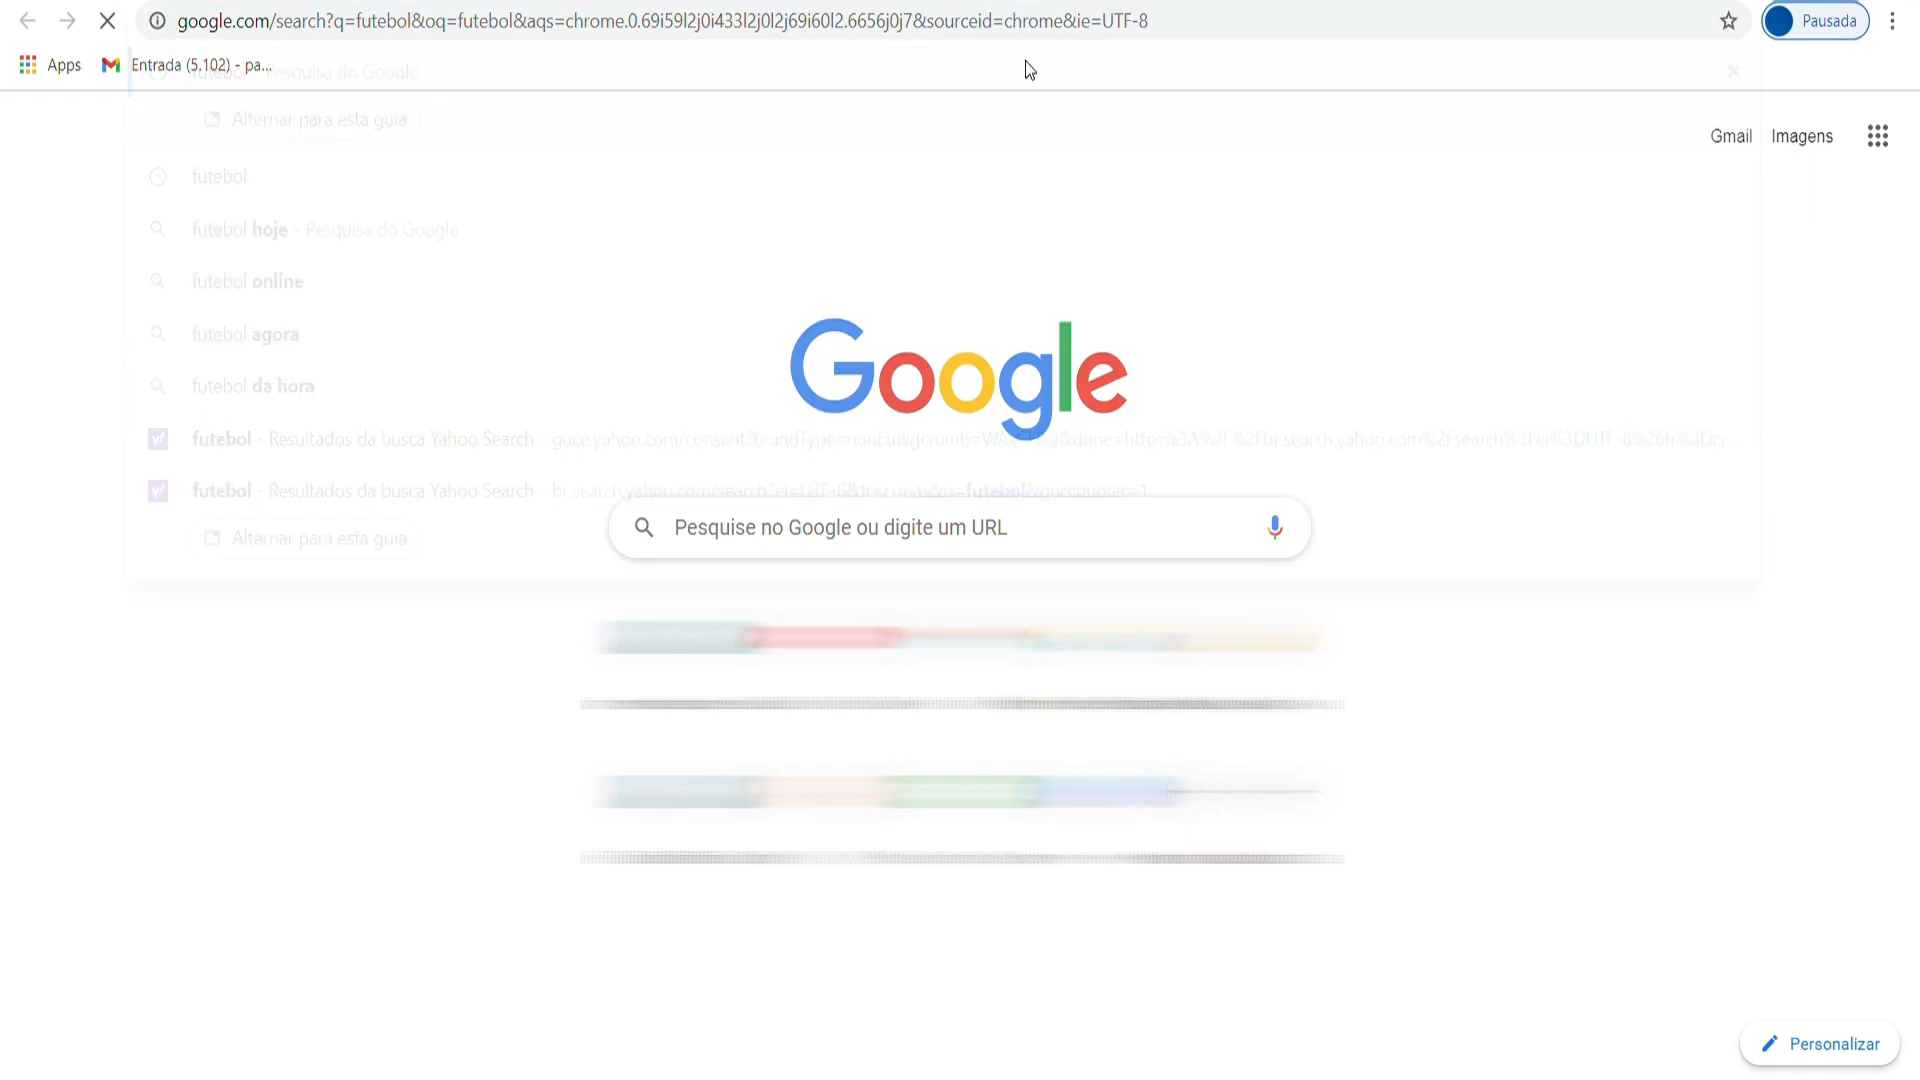 google.com/search?q=futebol&oq=futebol&aqs=chrome.0.69i59l2j0i433l2j0l2j69i60l2.6656j0j7&sourceid=chrome&ie=UTF-8
Pausada
Apps
Entrada (5.102) - pa...
Pesquisa do Google
Alternar para esta guia
Gmail
Imagens
futebol
futebol hoje - Pesquisa do Google
futebol online
futebol agora
futebol da hora
Google
futebol - Resultados da busca Yahoo Search -
futebol - Resultados da busca Yahoo Search -
Pesquise no Google ou digite um URL
Alternar para esta guia
Personalizar